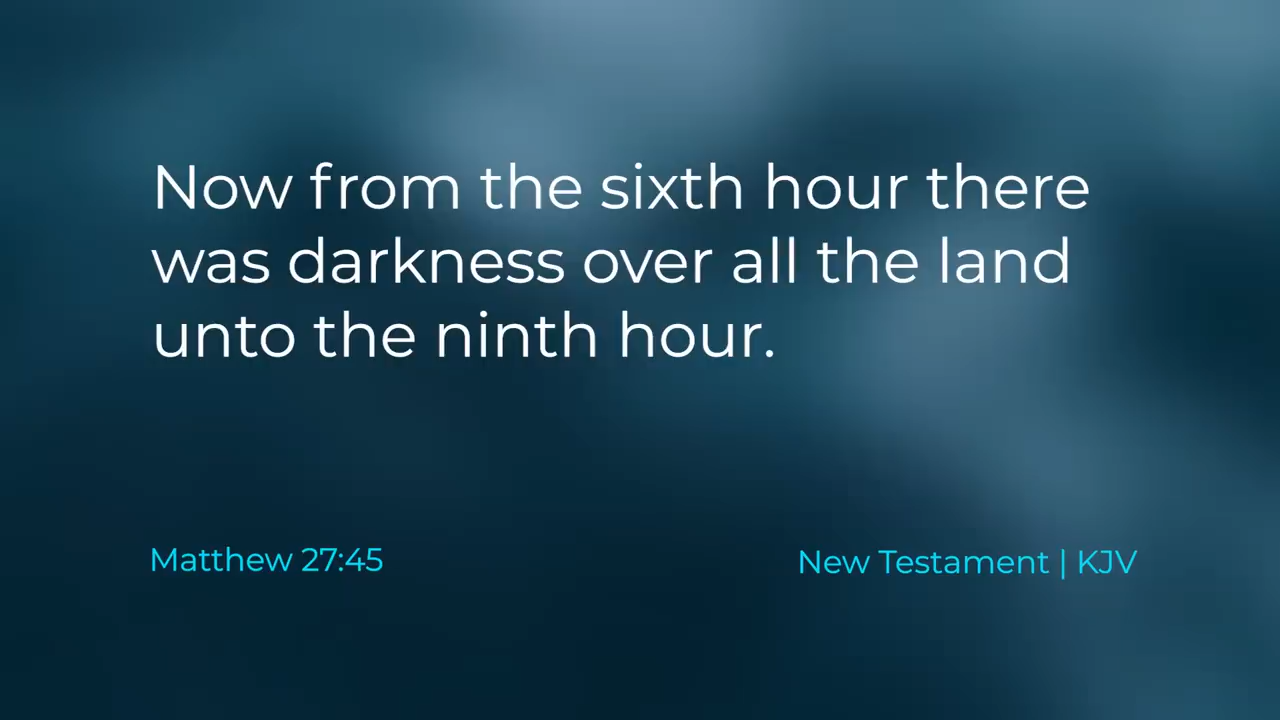 Now from the sixth hour there
was darkness over all the land
unto the ninth hour.
Matthew 27:45
New Testament | KJV